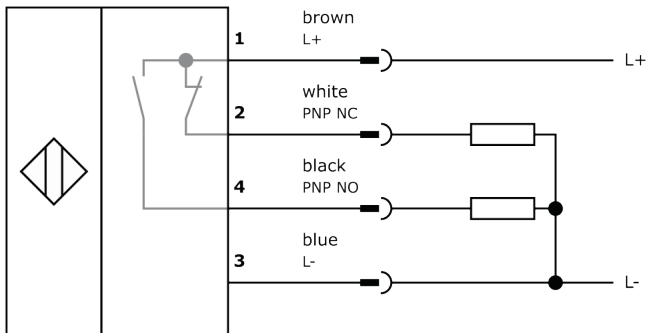 brown
1 L+
L+
white
2 PNP NC
black
4 PNP NO
blue
3 L-
L-